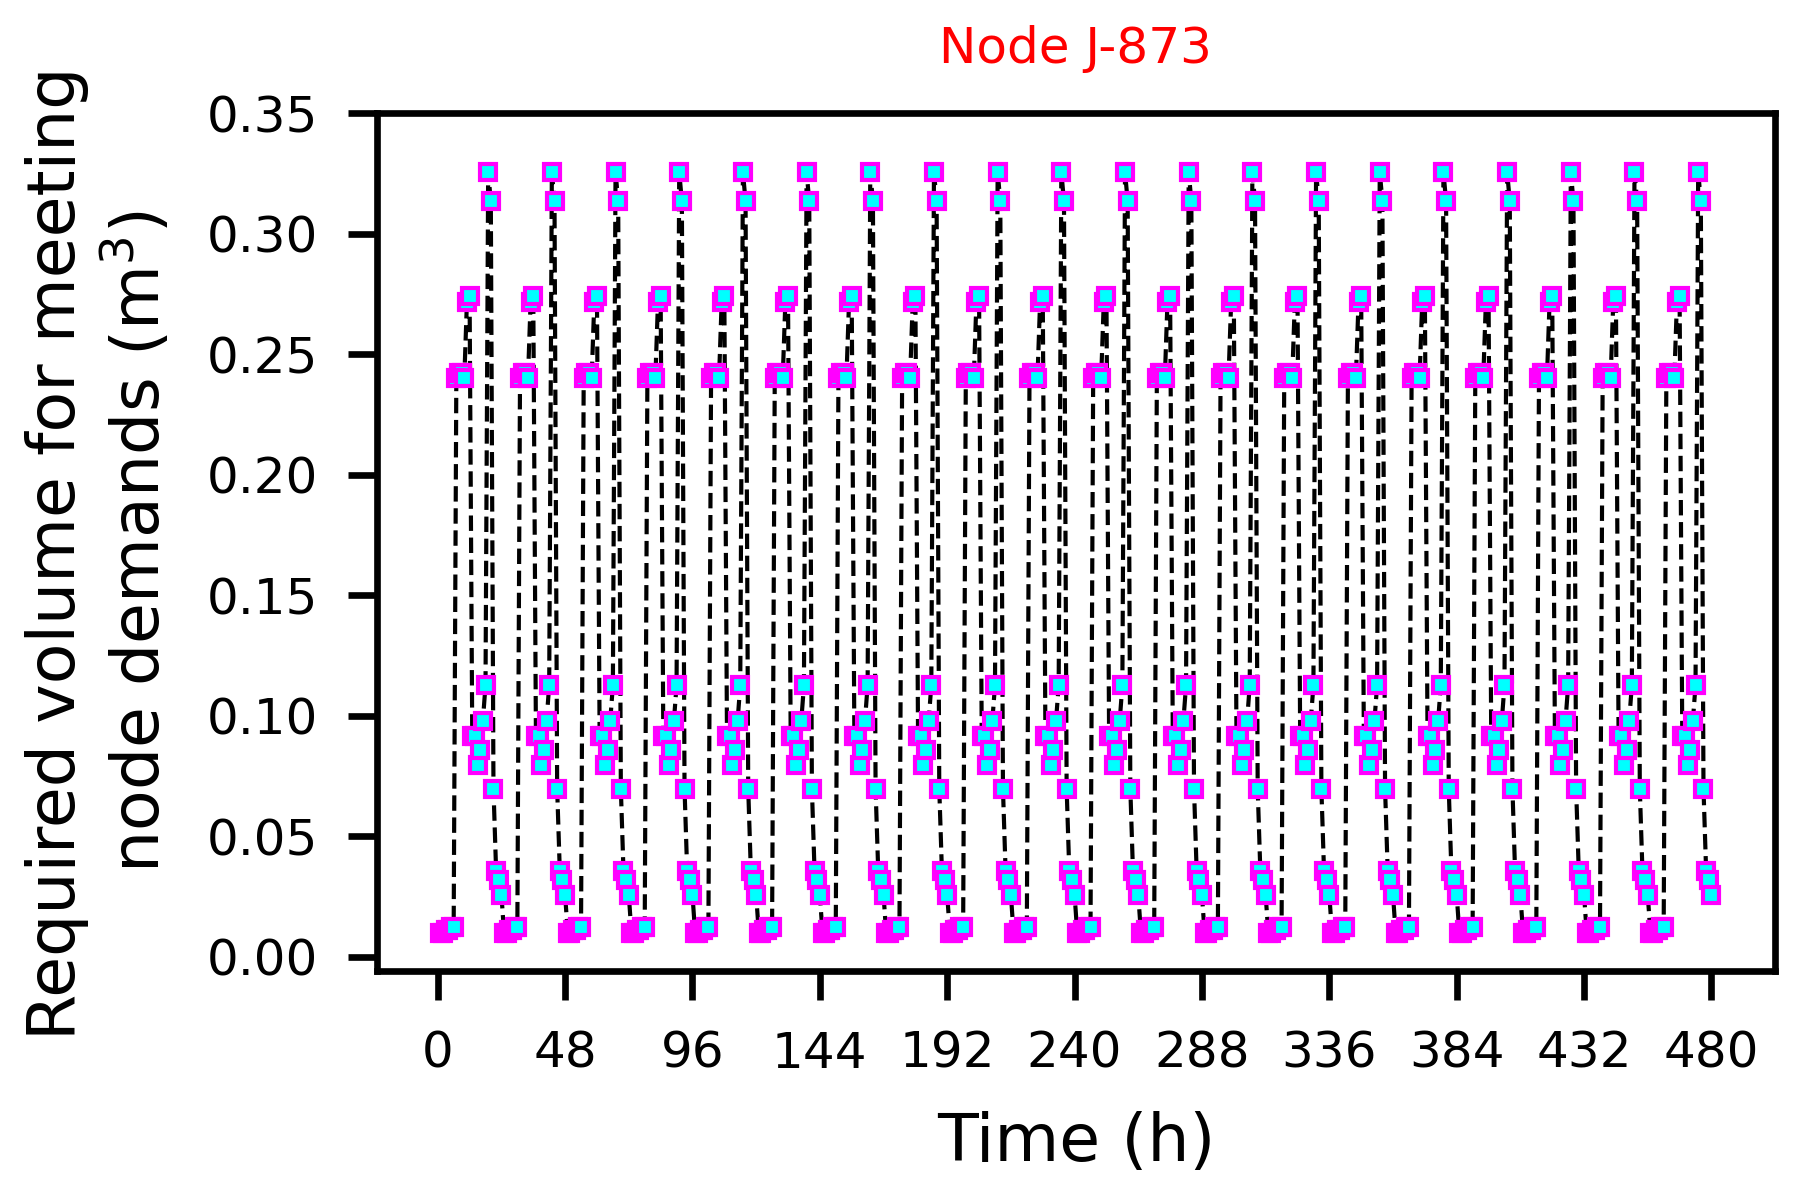 Node J-873
Required volume for meeting
node demands (m³)
0.35
0.30
0.25
0.20
0.15
0.10
0.05
0.00
0 48 96 144 192 240 288 336 384 432 480
Time (h)